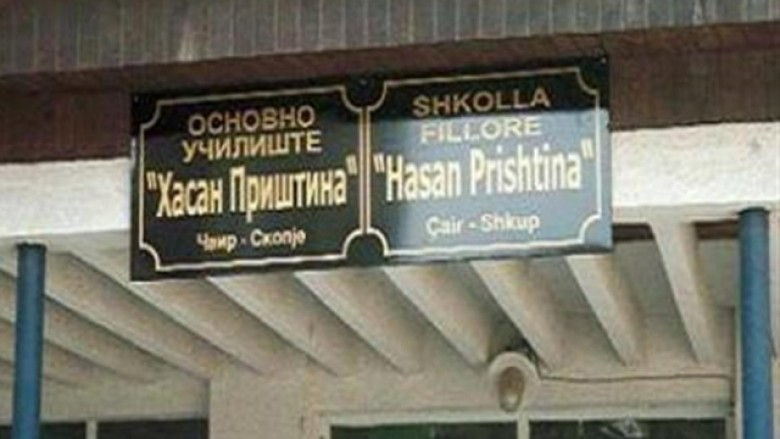 ОСНОВНО
УЧИЛИШТЕ
"Хасан Приштина"
Чаир - Скопје
SHKOLLA
FILLORE
"Hasan Prishtina"
Çair - Shkup